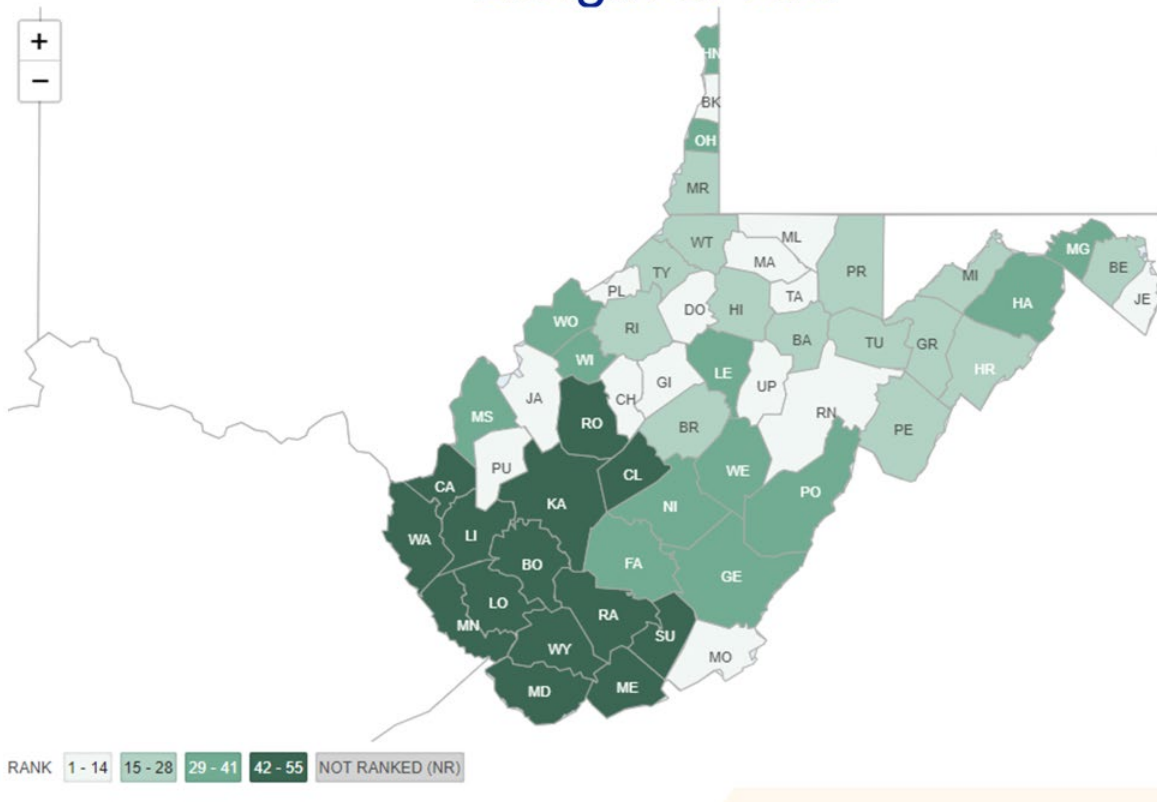 +
−
HN
BK
OH
MR
WT
ML
MA
PR
MG
BE
MI
HA
JE
TY
PL
TA
DO
HI
WO
RI
BA
TU
GR
HR
WI
LE
UP
GI
CH
JA
RO
RN
MS
BR
PE
PU
CL
WE
CA
KA
NI
PO
WA
LI
BO
FA
GE
LO
RA
MN
SU
WY
MO
MD
ME
RANK 1 - 14 15 - 28 29 - 41 42 - 55 NOT RANKED (NR)